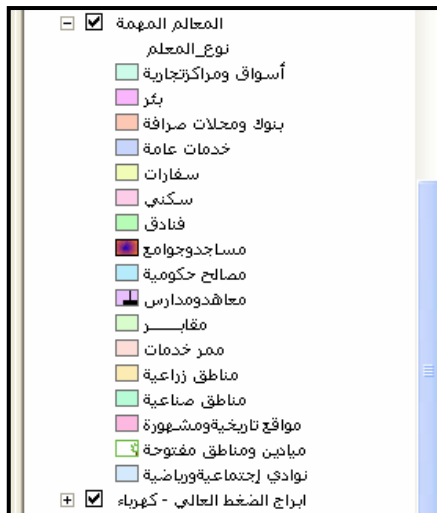 المعالم المهمة
نوع_المعلم
أسواق ومراكزتجارية
بئر
بنوك ومحلات صرافة
خدمات عامة
سفارات
سكني
فنادق
مساجدوجوامع
مصالح حكومية
معاهدومدارس
مقابـــــر
ممر خدمات
مناطق زراعية
مناطق صناعية
مواقع تاريخيةومشهورة
ميادين ومناطق مفتوحة
نوادي إجتماعيةورياضية
ابراج الضغط العالي - كهرباء